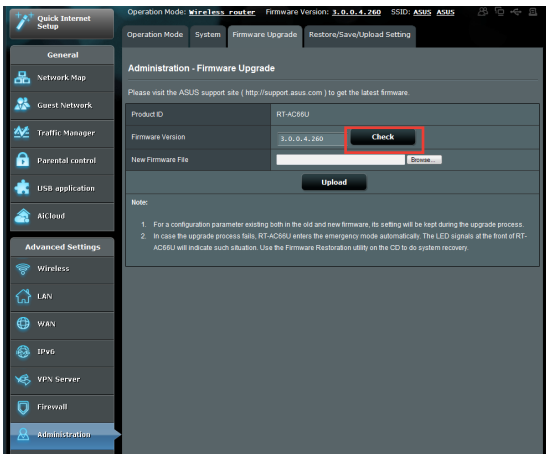 Quick Internet
Setup
Operation Mode: Wireless router Firmware Version: 3.0.0.4.260 SSID: ASUS ASUS
Operation Mode System Firmware Upgrade Restore/Save/Upload Setting
General
Network Map
Guest Network
Traffic Manager
Parental control
USB application
AiCloud
Advanced Settings
Wireless
LAN
WAN
IPv6
VPN Server
Firewall
Administration
Administration - Firmware Upgrade
Please visit the ASUS support site ( http://support.asus.com ) to get the latest firmware.
Product ID RT-AC66U
Firmware Version 3.0.0.4.260 Check
New Firmware File Browse...
Upload
Note:
1. For a configuration parameter existing both in the old and new firmware, its setting will be kept during the upgrade process.
2. In case the upgrade process fails, RT-AC66U enters the emergency mode automatically. The LED signals at the front of RT-
AC66U will indicate such situation. Use the Firmware Restoration utility on the CD to do system recovery.